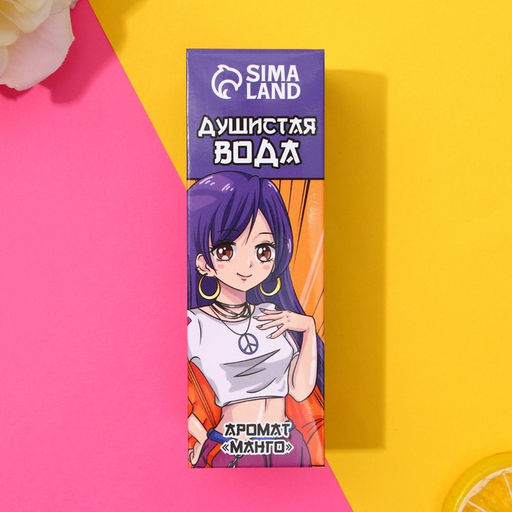 SIMA
LAND
ДУШИСТАЯ
ВОДА
АРОМАТ
«МАНГО»